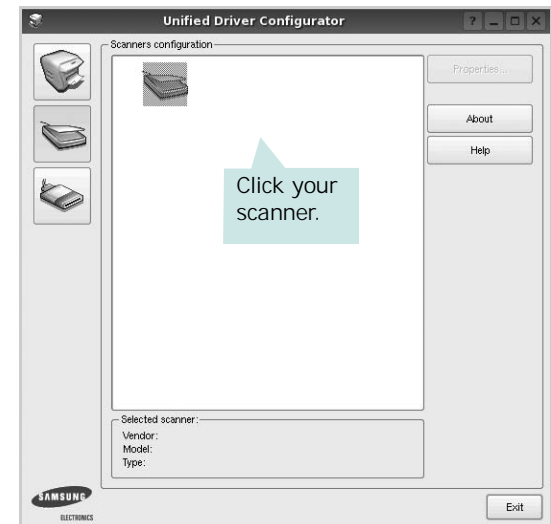 Unified Driver Configurator
Scanners configuration
Properties...
About
Help
Click your
scanner.
Selected scanner:
Vendor:
Model:
Type:
SAMSUNG
ELECTRONICS
Exit